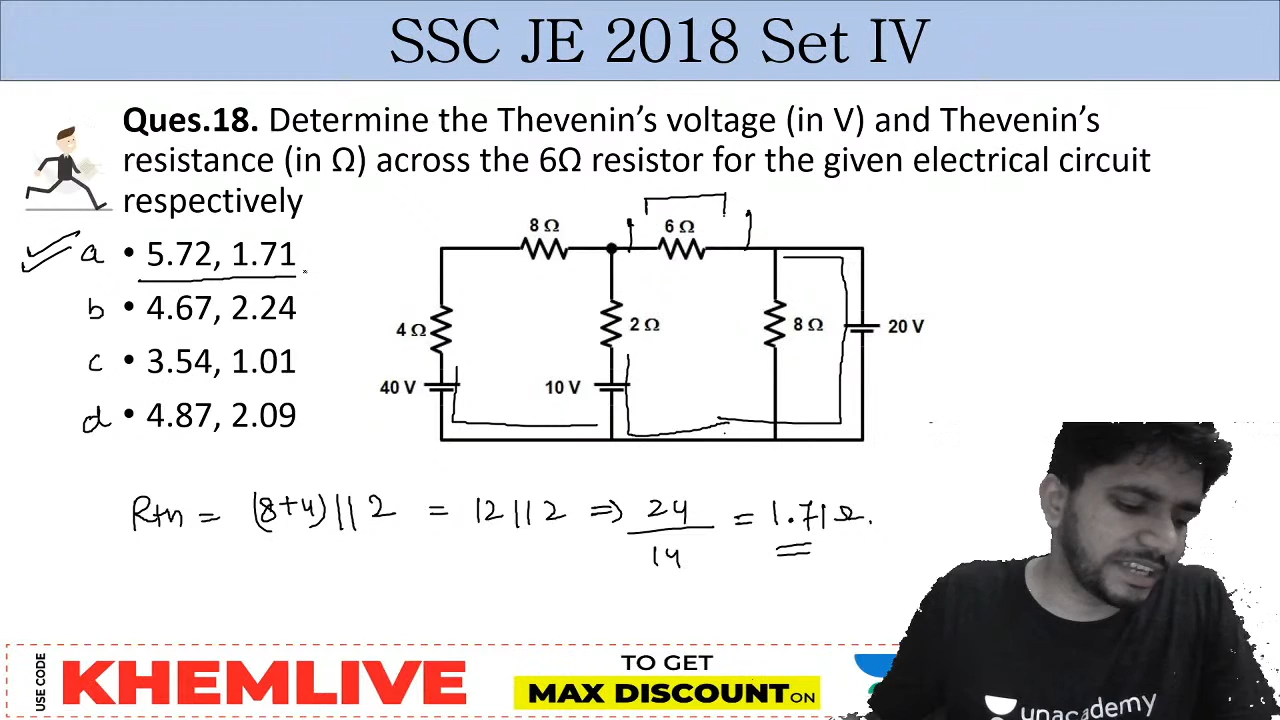 SSC JE 2018 Set IV
Ques.18. Determine the Thevenin’s voltage (in V) and Thevenin’s
resistance (in Ω) across the 6Ω resistor for the given electrical circuit
respectively
a • 5.72, 1.71
b • 4.67, 2.24
c • 3.54, 1.01
d • 4.87, 2.09
8 Ω
6 Ω
4 Ω
2 Ω
8 Ω
20 V
40 V
10 V
Rth = (8+4)||2 = 12||2 ⇒ 24/14 = 1.71Ω.
USE CODE
KHEMLIVE
TO GET
MAX DISCOUNT ON
unacademy